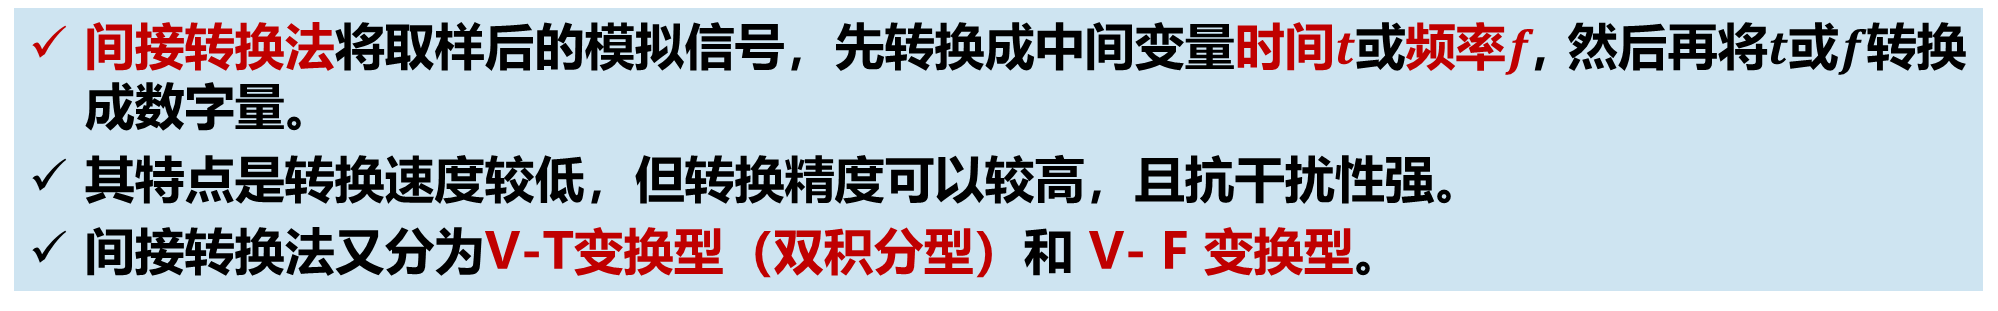 ✓ 间接转换法将取样后的模拟信号，先转换成中间变量时间t或频率f, 然后再将t或f转换
成数字量。
✓ 其特点是转换速度较低，但转换精度可以较高，且抗干扰性强。
✓ 间接转换法又分为V-T变换型（双积分型）和 V- F 变换型。